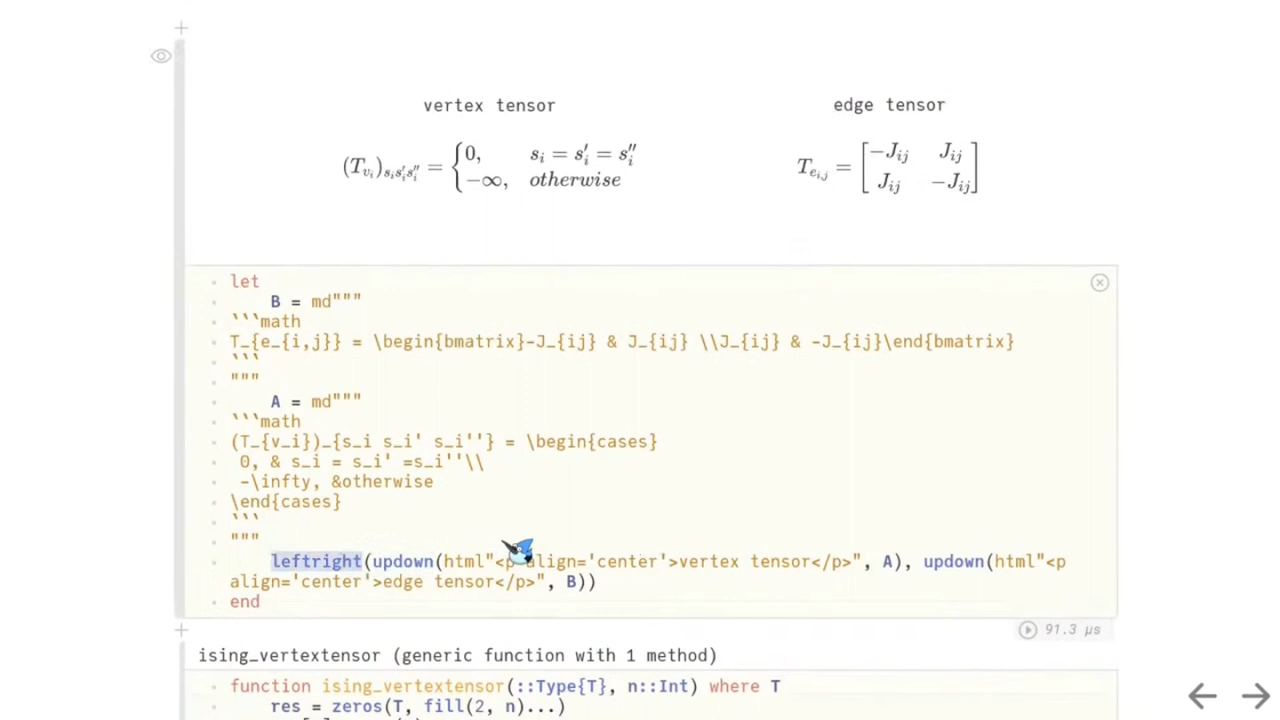 vertex tensor
edge tensor
(T_{v_i})_{s_i s_i' s_i''} = { 0, s_i = s_i' = s_i''
−∞, otherwise
T_{e_{i,j}} = [ −J_{ij} J_{ij}
J_{ij} −J_{ij} ]
let
B = md"""
```math
T_{e_{i,j}} = \begin{bmatrix}-J_{ij} & J_{ij} \\J_{ij} & -J_{ij}\end{bmatrix}
```
"""
A = md"""
```math
(T_{v_i})_{s_i s_i' s_i''} = \begin{cases}
0, & s_i = s_i' =s_i''\\
-\infty, &otherwise
\end{cases}
```
"""
leftright(updown(html"<p align='center'>vertex tensor</p>", A), updown(html"<p
align='center'>edge tensor</p>", B))
end
91.3 μs
ising_vertextensor (generic function with 1 method)
function ising_vertextensor(::Type{T}, n::Int) where T
res = zeros(T, fill(2, n)...)